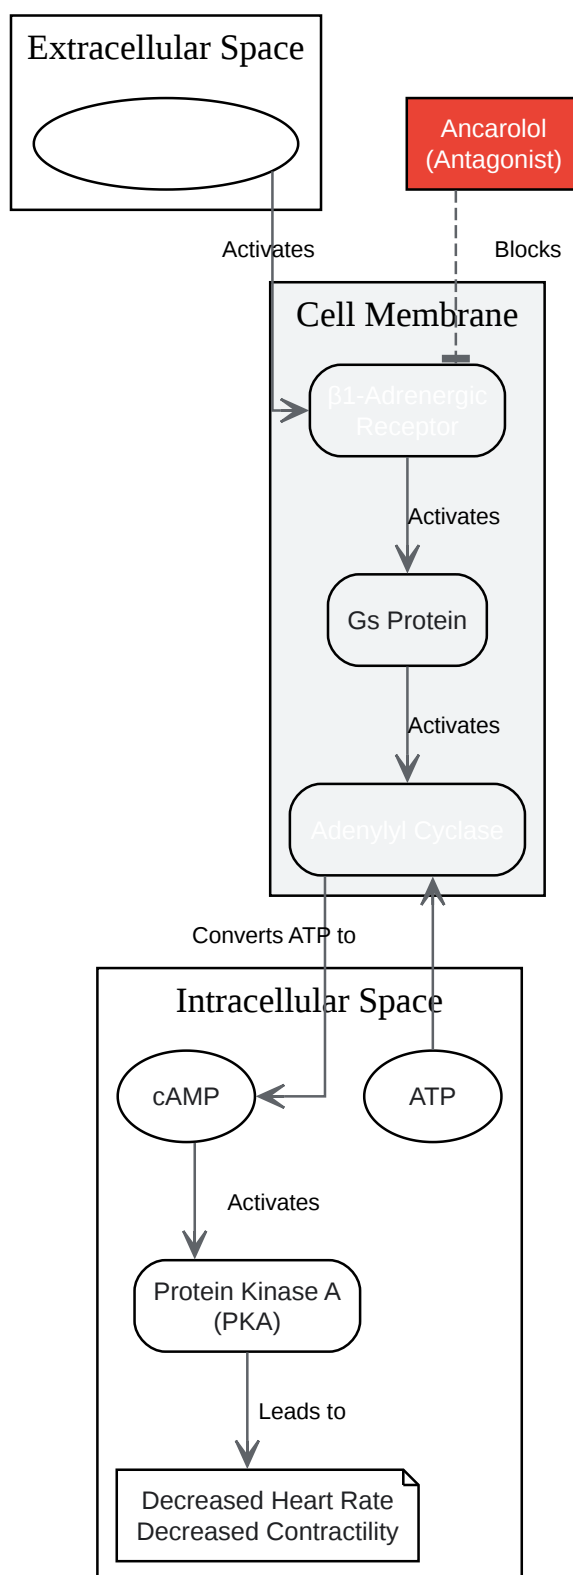 Extracellular Space
Ancarolol
(Antagonist)
Activates
Blocks
Cell Membrane
β1-Adrenergic
Receptor
Activates
Gs Protein
Activates
Adenylyl Cyclase
Converts ATP to
Intracellular Space
cAMP
ATP
Activates
Protein Kinase A
(PKA)
Leads to
Decreased Heart Rate
Decreased Contractility